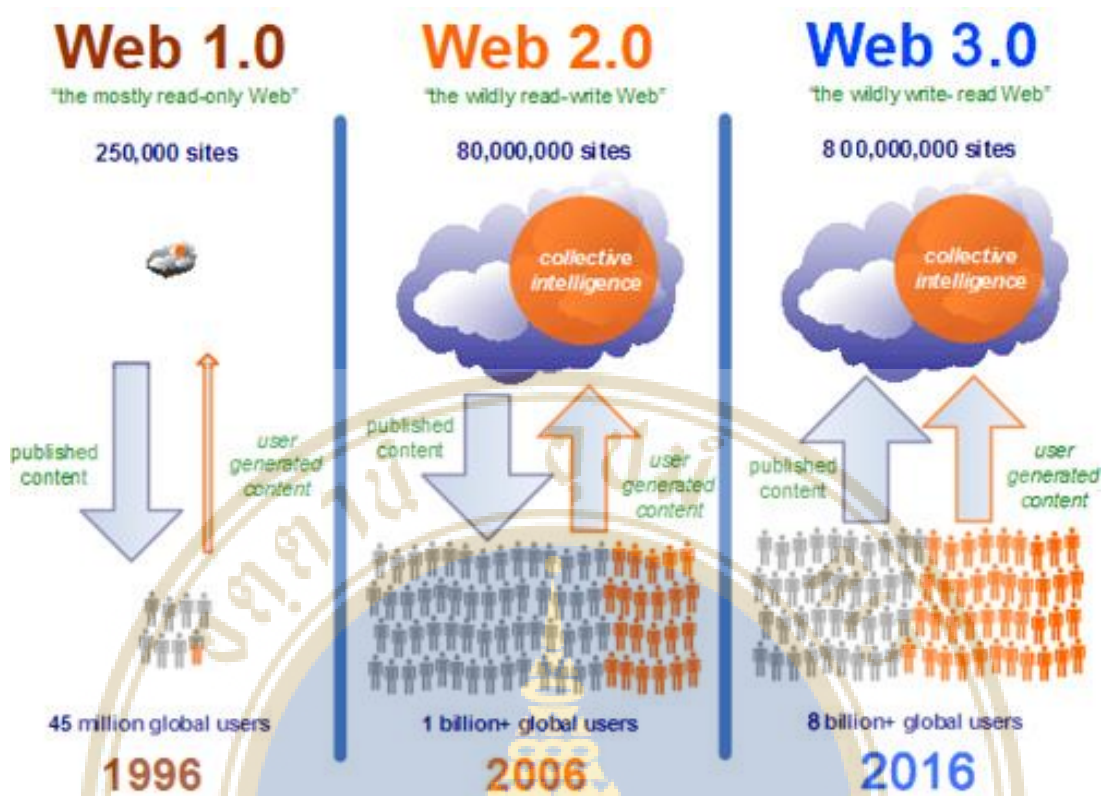 Web 1.0
"the mostly read-only Web"
250,000 sites
published
content
user
generated
content
45 million global users
1996
Web 2.0
"the wildly read-write Web"
80,000,000 sites
collective
intelligence
published
content
user
generated
content
1 billion+ global users
2006
Web 3.0
"the wildly write- read Web"
800,000,000 sites
collective
intelligence
published
content
user
generated
content
8 billion+ global users
2016